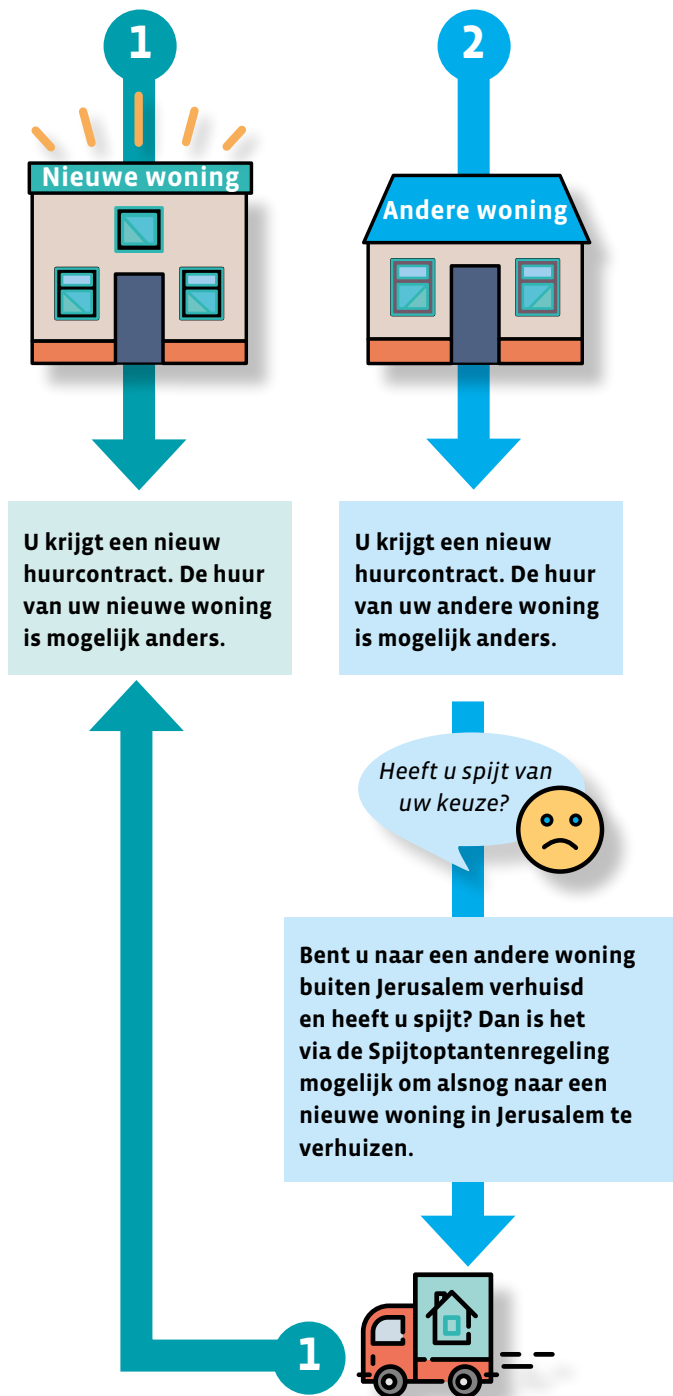 1
Nieuwe woning
U krijgt een nieuw
huurcontract. De huur
van uw nieuwe woning
is mogelijk anders.
2
Andere woning
U krijgt een nieuw
huurcontract. De huur
van uw andere woning
is mogelijk anders.
Heeft u spijt van
uw keuze?
Bent u naar een andere woning
buiten Jerusalem verhuisd
en heeft u spijt? Dan is het
via de Spijtoptantenregeling
mogelijk om alsnog naar een
nieuwe woning in Jerusalem te
verhuizen.
1